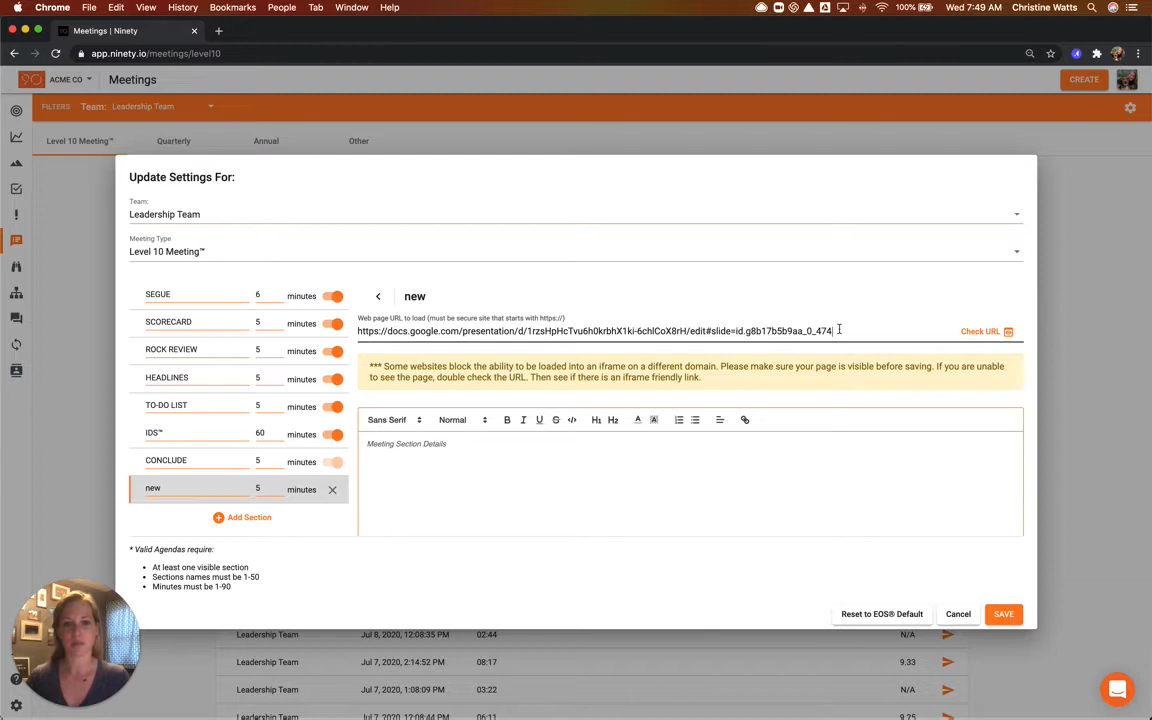 Chrome File Edit View History Bookmarks People Tab Window Help 100% Wed 7:49 AM Christine Watts
Meetings | Ninety
app.ninety.io/meetings/level10
90 ACME CO Meetings CREATE
FILTERS Team: Leadership Team
Level 10 Meeting™ Quarterly Annual Other
Update Settings For:
Team:
Leadership Team
Meeting Type
Level 10 Meeting™
SEGUE 6 minutes
SCORECARD 5 minutes
ROCK REVIEW 5 minutes
HEADLINES 5 minutes
TO-DO LIST 5 minutes
IDS™ 60 minutes
CONCLUDE 5 minutes
new 5 minutes
Add Section
new
Web page URL to load (must be secure site that starts with https://)
https://docs.google.com/presentation/d/1rzsHpHcTvu6h0krbhX1ki-6chlCoX8rH/edit#slide=id.g8b17b5b9aa_0_474
Check URL
*** Some websites block the ability to be loaded into an iframe on a different domain. Please make sure your page is visible before saving. If you are unable
to see the page, double check the URL. Then see if there is an iframe friendly link.
Sans Serif Normal B I U S </> H1 H2 A A
Meeting Section Details
* Valid Agendas require:
At least one visible section
Sections names must be 1-50
Minutes must be 1-90
Reset to EOS® Default Cancel SAVE
Leadership Team Jul 8, 2020, 12:08:35 PM 02:44 N/A
Leadership Team Jul 7, 2020, 2:14:52 PM 08:17 9.33
Leadership Team Jul 7, 2020, 1:08:09 PM 03:22 N/A
Leadership Team Jul 7, 2020, 12:08:44 PM 06:11 9.25